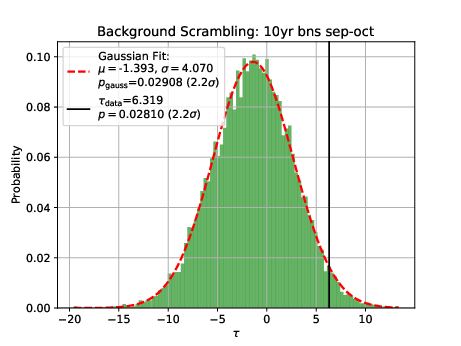 Background Scrambling: 10yr bns sep-oct
Gaussian Fit:
μ=-1.393, σ=4.070
p_gauss=0.02908 (2.2σ)
τ_data=6.319
p=0.02810 (2.2σ)
Probability
0.10
0.08
0.06
0.04
0.02
0.00
−20 −15 −10 −5 0 5 10
τ